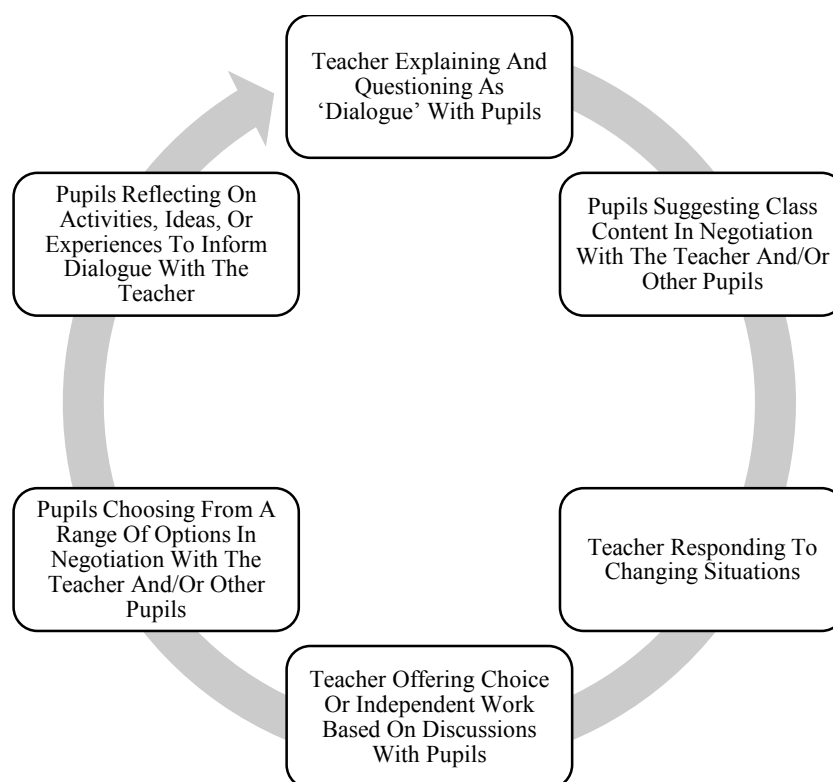 Teacher Explaining And
Questioning As
‘Dialogue’ With Pupils
Pupils Suggesting Class
Content In Negotiation
With The Teacher And/Or
Other Pupils
Teacher Responding To
Changing Situations
Teacher Offering Choice
Or Independent Work
Based On Discussions
With Pupils
Pupils Choosing From A
Range Of Options In
Negotiation With The
Teacher And/Or Other
Pupils
Pupils Reflecting On
Activities, Ideas, Or
Experiences To Inform
Dialogue With The
Teacher